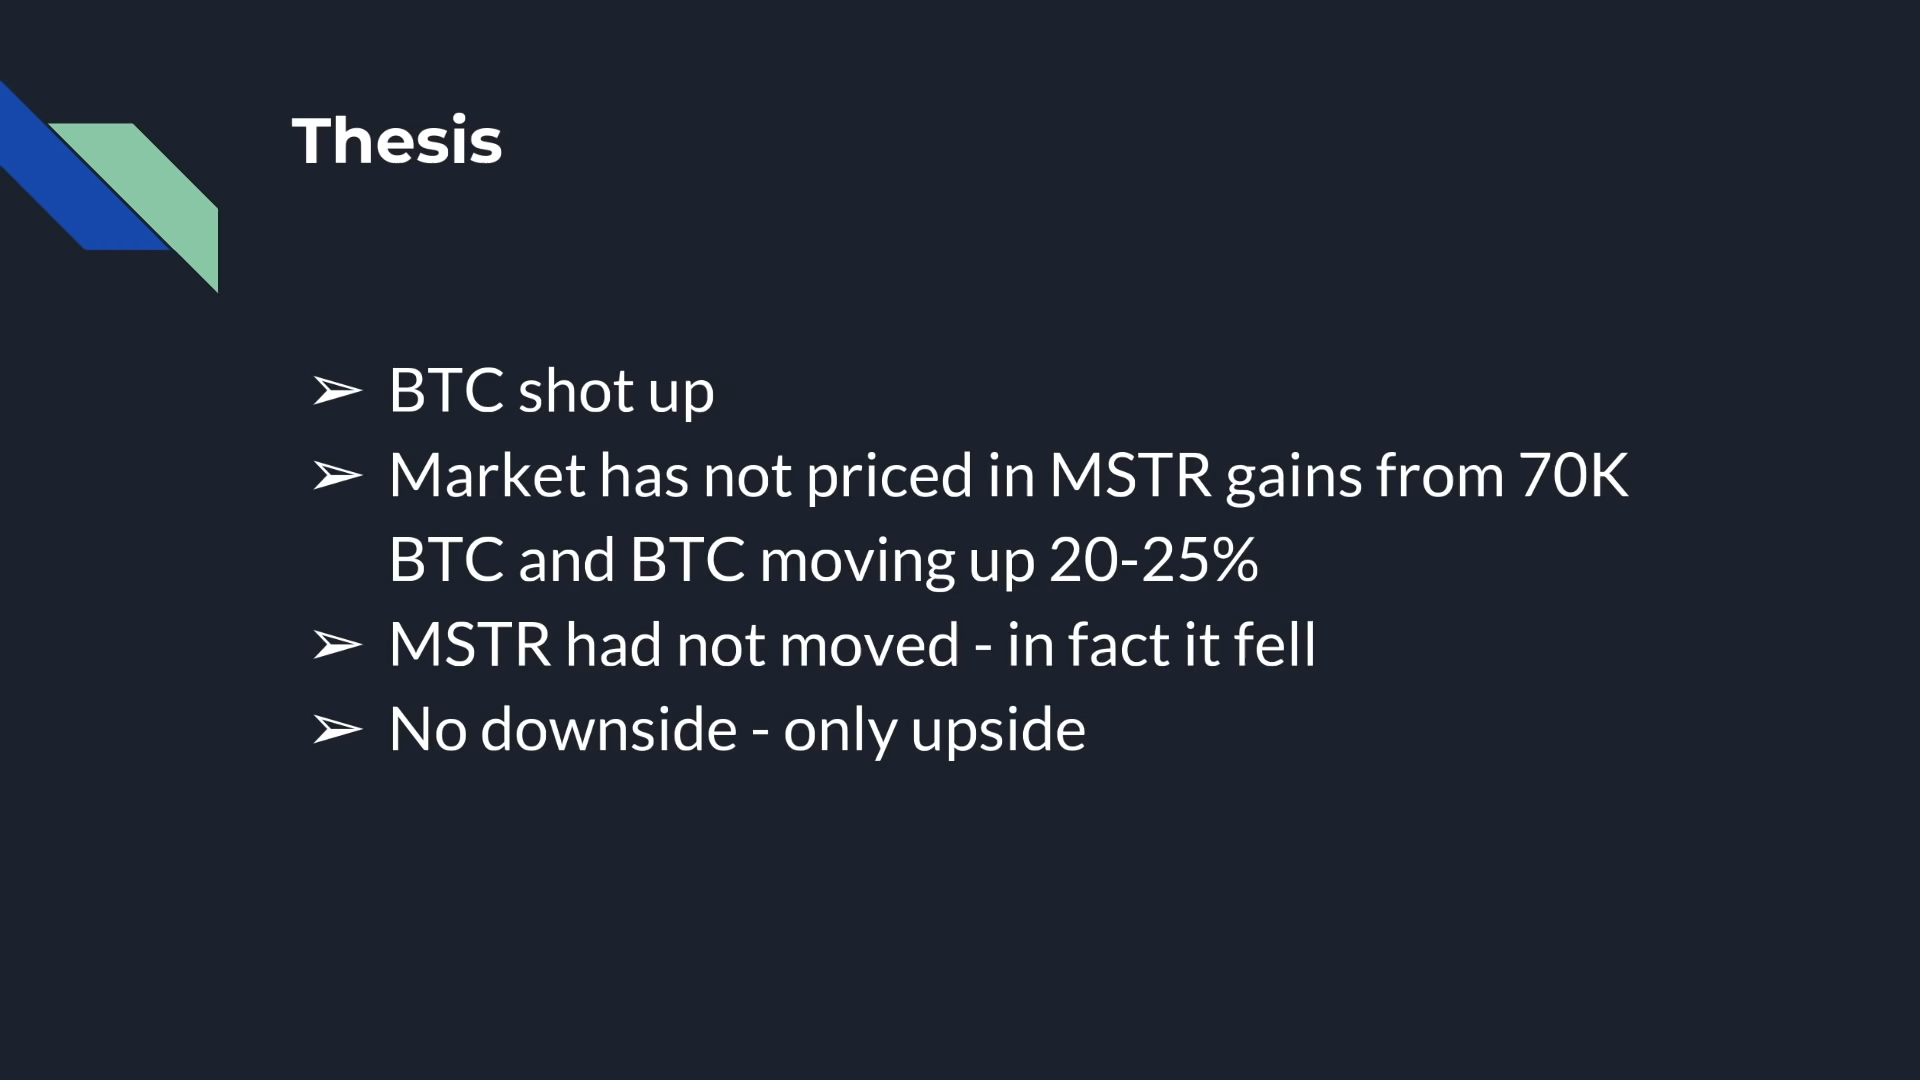 Thesis
➢ BTC shot up
➢ Market has not priced in MSTR gains from 70K
BTC and BTC moving up 20-25%
➢ MSTR had not moved - in fact it fell
➢ No downside - only upside